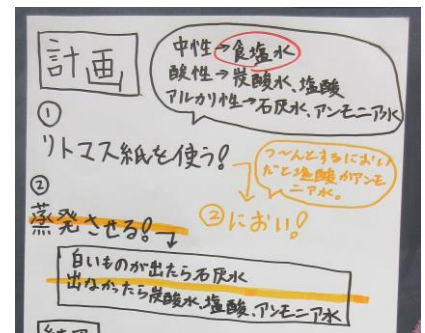 計画
中性→食塩水
酸性→炭酸水、塩酸
アルカリ性→石灰水、アンモニア水
①
リトマス紙を使う!
つ〜んとするにおい
だと塩酸かアンモ
ニア水。
②におい!
②
蒸発させる!→
白いものが出たら石灰水
出なかったら炭酸水、塩酸、アンモニア水